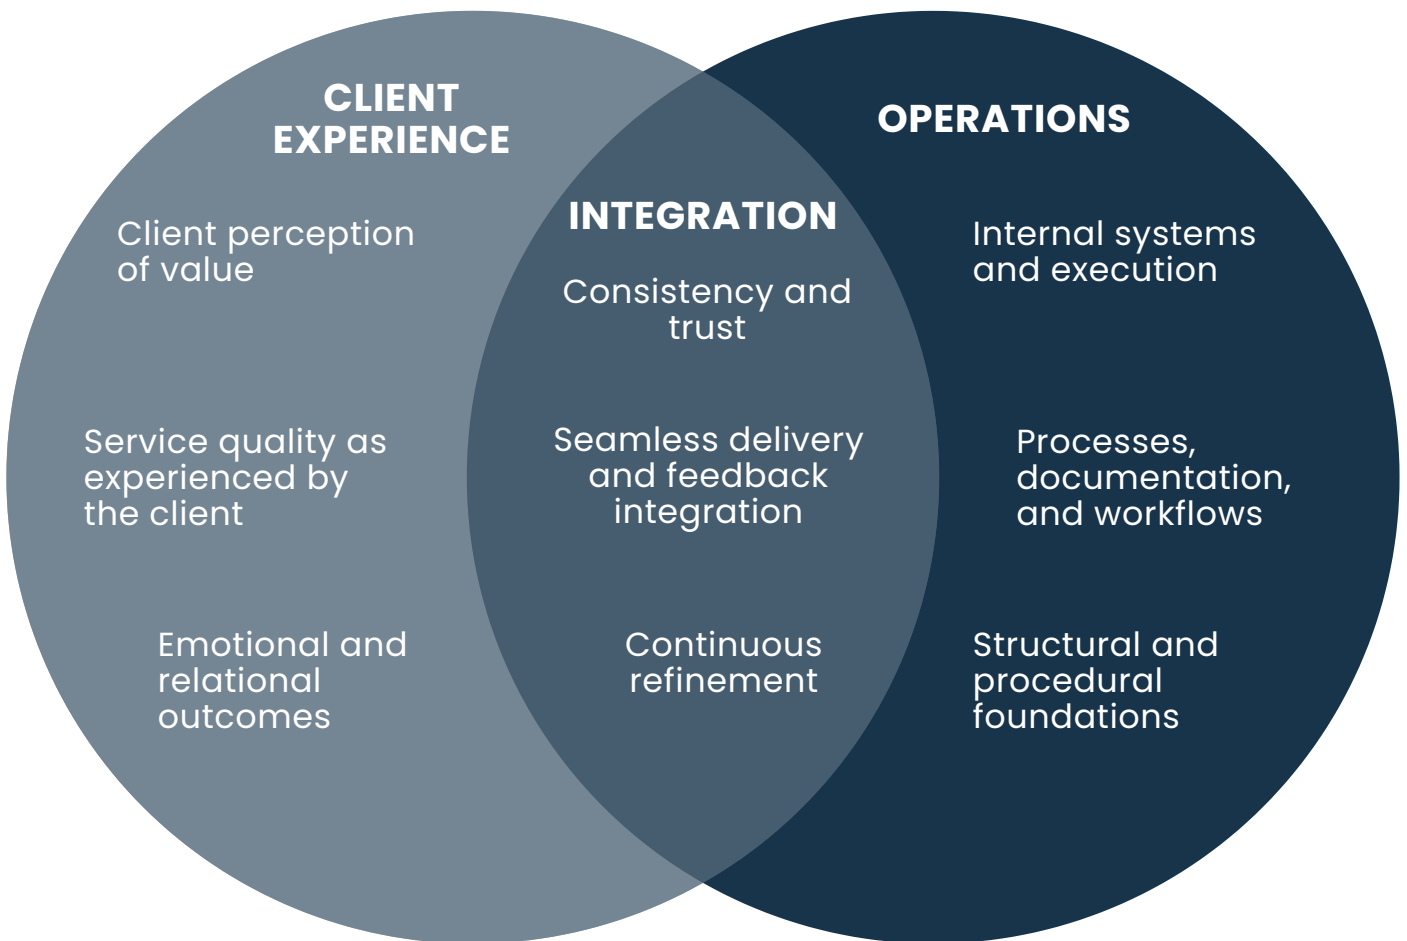 CLIENT
EXPERIENCE
Client perception
of value
Service quality as
experienced by
the client
Emotional and
relational
outcomes
INTEGRATION
Consistency and
trust
Seamless delivery
and feedback
integration
Continuous
refinement
OPERATIONS
Internal systems
and execution
Processes,
documentation,
and workflows
Structural and
procedural
foundations